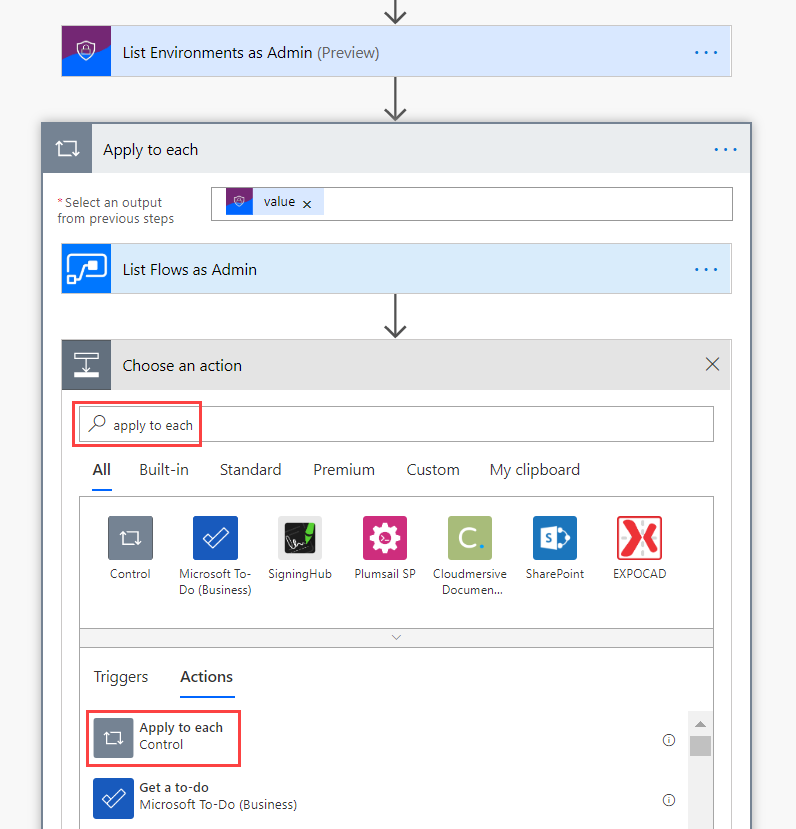 List Environments as Admin (Preview)
Apply to each
* Select an output
from previous steps
value
List Flows as Admin
Choose an action
apply to each
All Built-in Standard Premium Custom My clipboard
Control
Microsoft To-
Do (Business)
SigningHub
Plumsail SP
Cloudmersive
Documen...
SharePoint
EXPOCAD
Triggers Actions
Apply to each
Control
Get a to-do
Microsoft To-Do (Business)